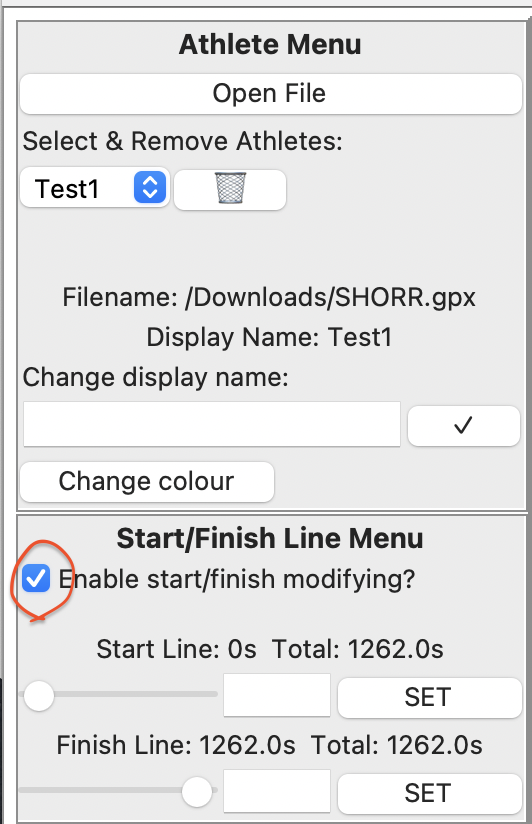 Athlete Menu
Open File
Select & Remove Athletes:
Test1
Filename: /Downloads/SHORR.gpx
Display Name: Test1
Change display name:
Change colour
Start/Finish Line Menu
Enable start/finish modifying?
Start Line: 0s  Total: 1262.0s
SET
Finish Line: 1262.0s  Total: 1262.0s
SET